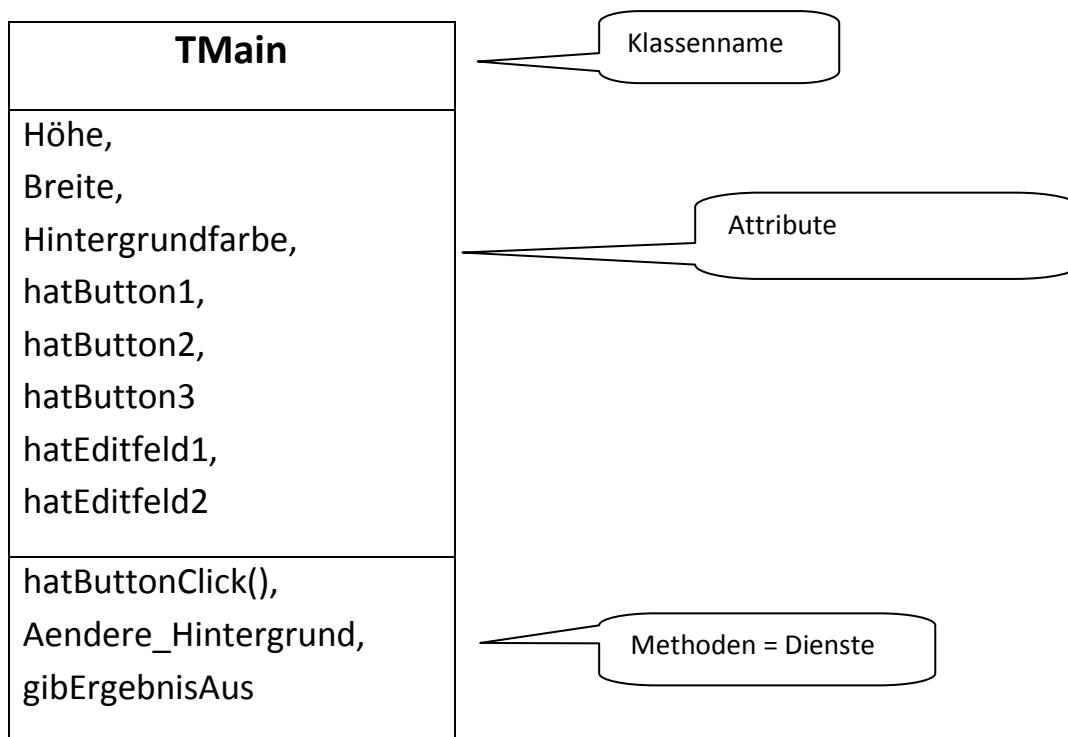 TMain
Klassenname
Höhe,
Breite,
Hintergrundfarbe,
hatButton1,
hatButton2,
hatButton3
hatEditfeld1,
hatEditfeld2
Attribute
hatButtonClick(),
Aendere_Hintergrund,
gibErgebnisAus
Methoden = Dienste